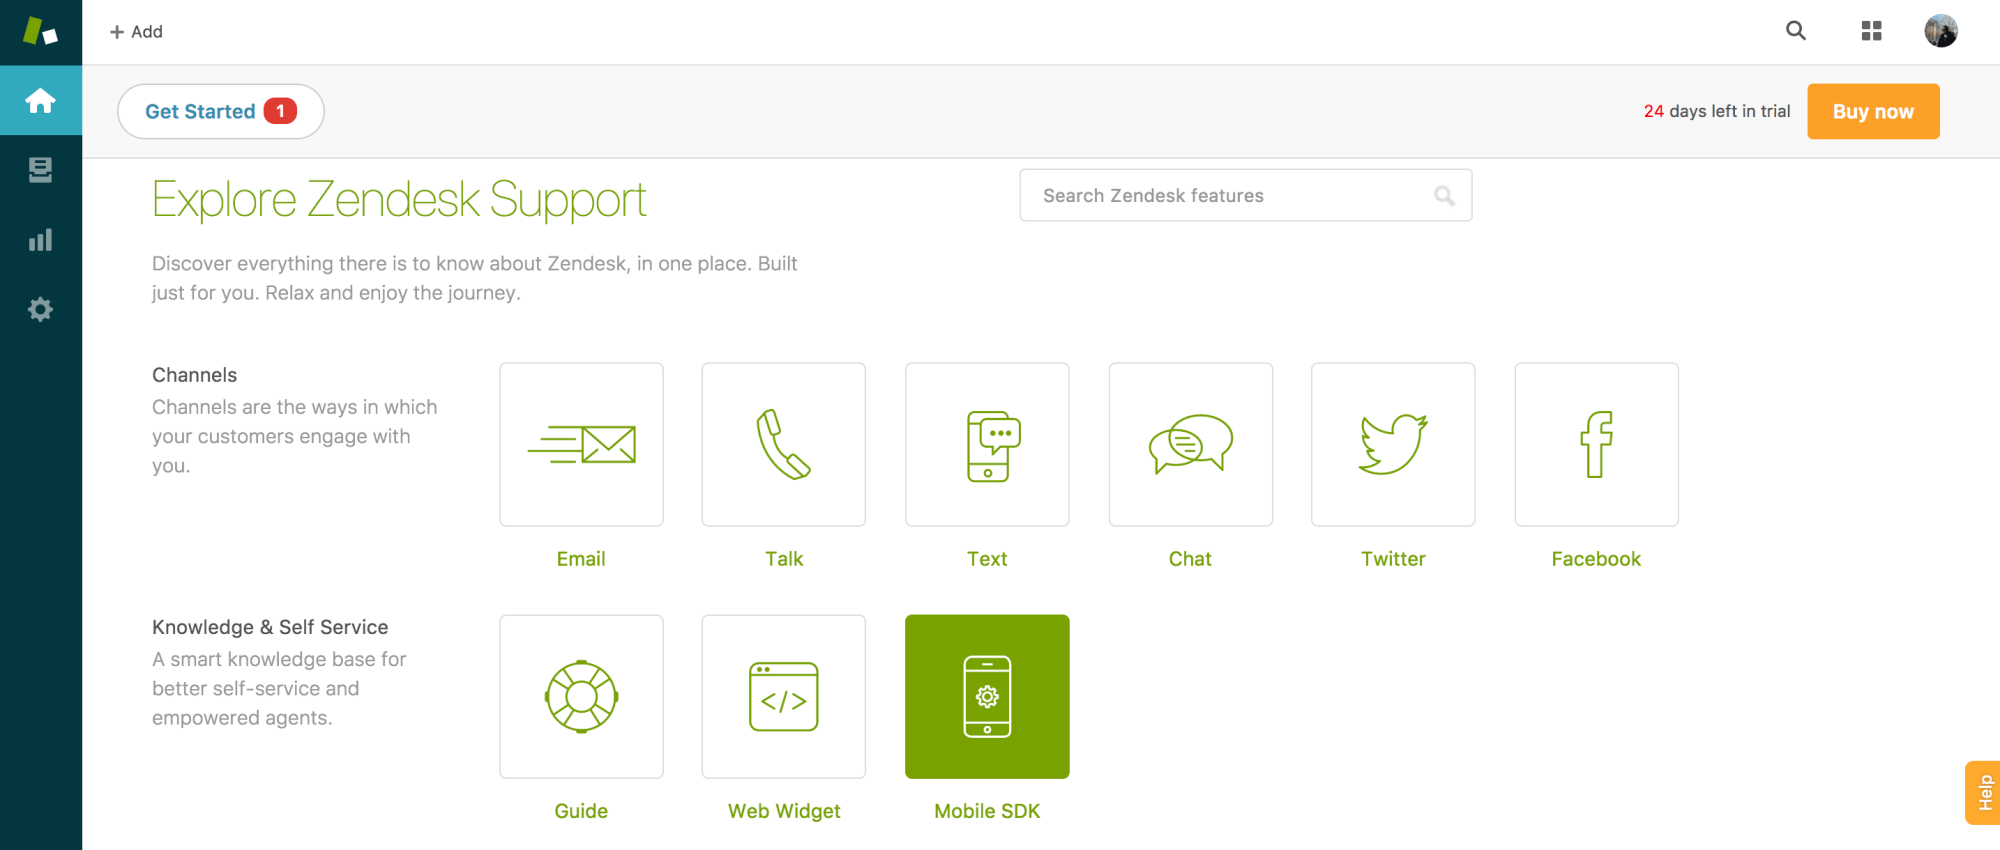 + Add
Get Started 1
24 days left in trial
Buy now
Explore Zendesk Support
Search Zendesk features
Discover everything there is to know about Zendesk, in one place. Built
just for you. Relax and enjoy the journey.
Channels
Channels are the ways in which
your customers engage with
you.
Email
Talk
Text
Chat
Twitter
Facebook
Knowledge & Self Service
A smart knowledge base for
better self-service and
empowered agents.
</>
Guide
Web Widget
Mobile SDK
Help